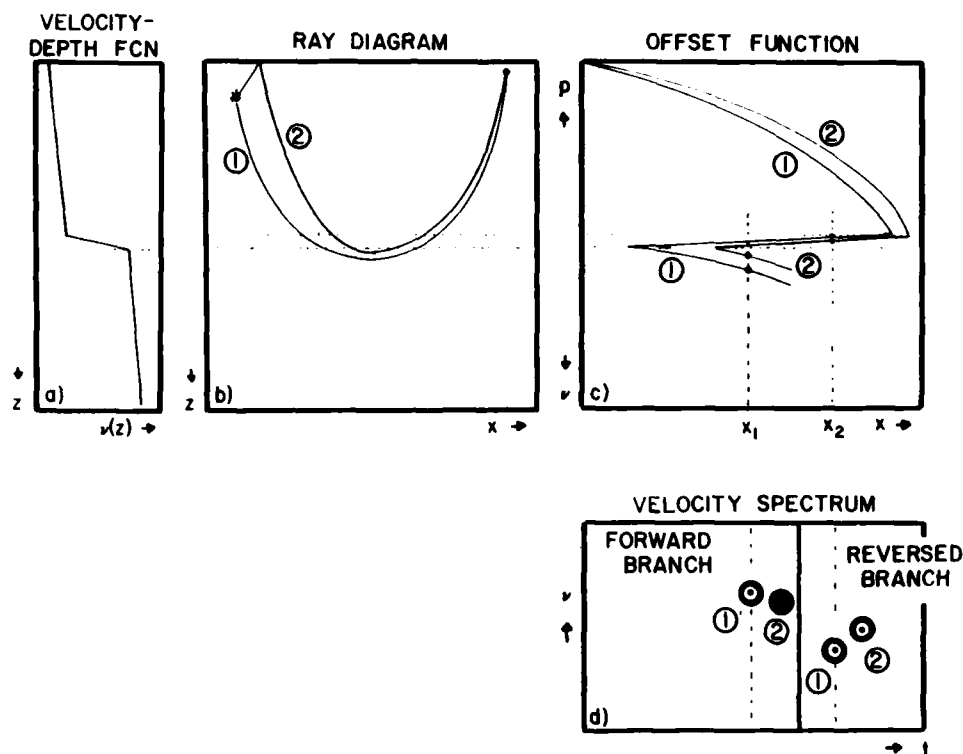 VELOCITY-
DEPTH FCN
z
ν(z) →
a)
RAY DIAGRAM
①
②
z
x →
b)
OFFSET FUNCTION
p
②
①
①
②
ν
c)
x₁
x₂
x →
VELOCITY SPECTRUM
FORWARD
BRANCH
REVERSED
BRANCH
ν
①
②
①
②
d)
→ t